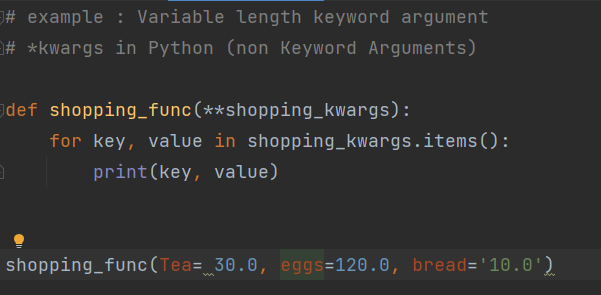 # example : Variable length keyword argument
# *kwargs in Python (non Keyword Arguments)
def shopping_func(**shopping_kwargs):
for key, value in shopping_kwargs.items():
print(key, value)
shopping_func(Tea= 30.0, eggs=120.0, bread='10.0')